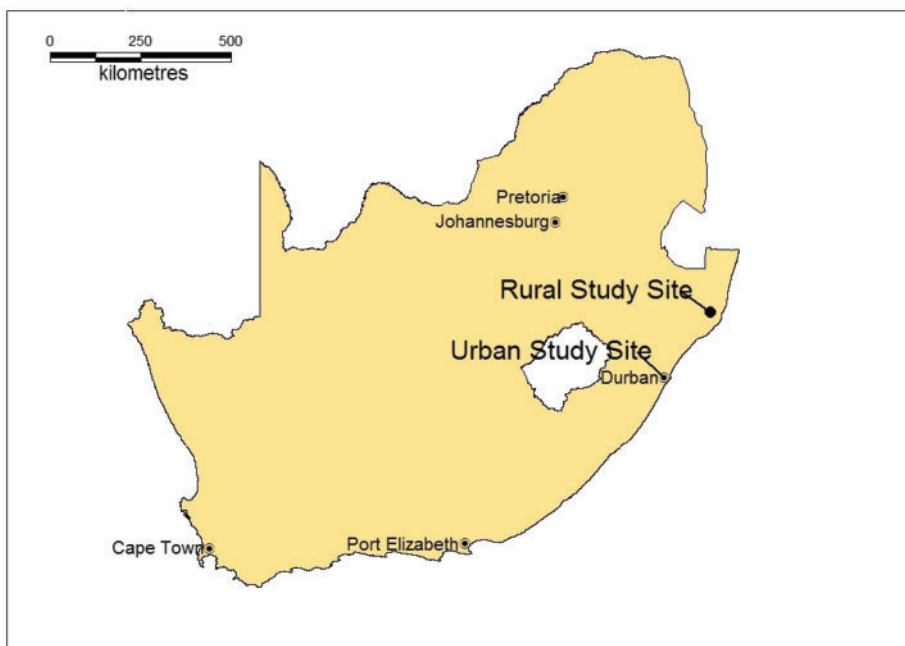 0 250 500
kilometres
Pretoria
Johannesburg
Rural Study Site
Urban Study Site
Durban
Cape Town
Port Elizabeth